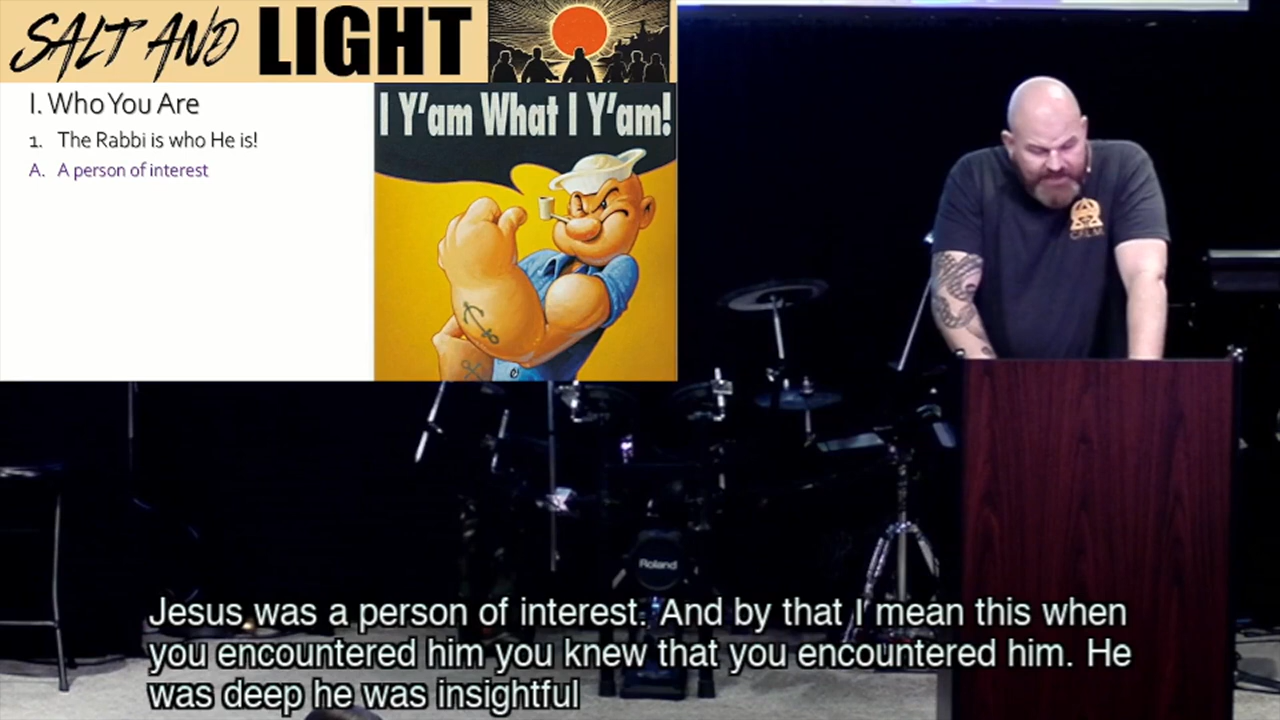 SALT AND LIGHT
I. Who You Are
1. The Rabbi is who He is!
A. A person of interest
I Y'am What I Y'am!
CALM
Roland
Jesus was a person of interest. And by that I mean this when
you encountered him you knew that you encountered him. He
was deep he was insightful